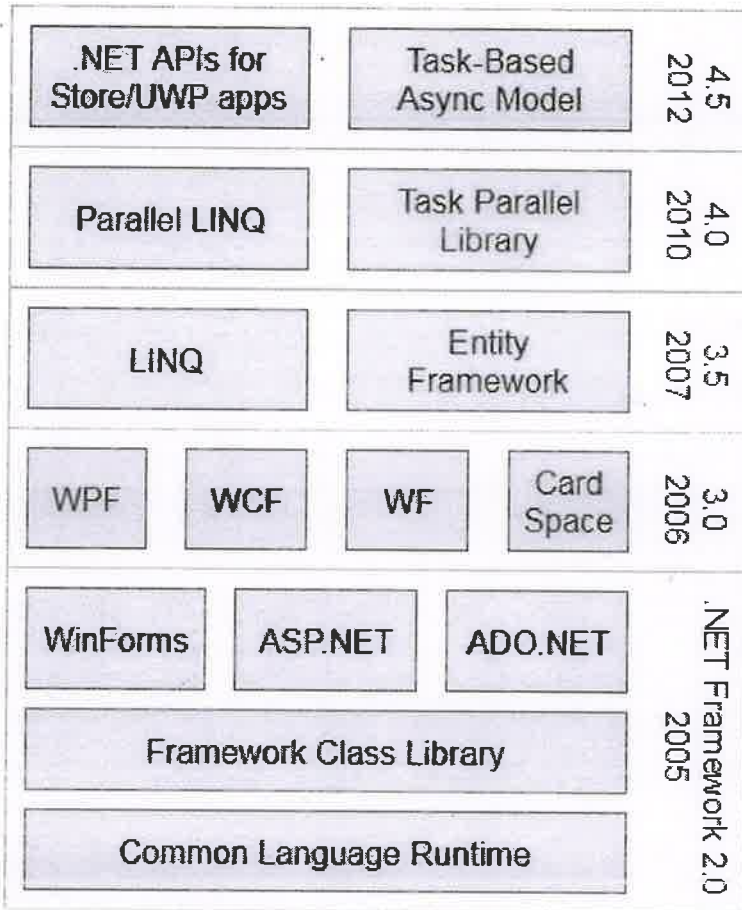 .NET APIs for
Store/UWP apps
Task-Based
Async Model
4.5
2012
Parallel LINQ
Task Parallel
Library
4.0
2010
LINQ
Entity
Framework
3.5
2007
WPF
WCF
WF
Card
Space
3.0
2006
WinForms
ASP.NET
ADO.NET
Framework Class Library
Common Language Runtime
.NET Framework 2.0
2005